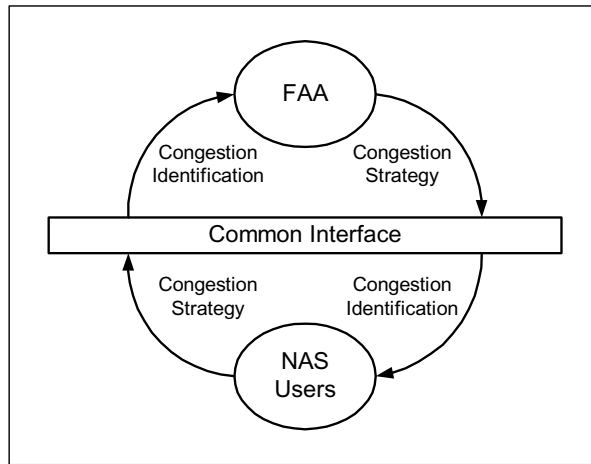 FAA
Congestion
Identification
Congestion
Strategy
Common Interface
Congestion
Strategy
Congestion
Identification
NAS
Users